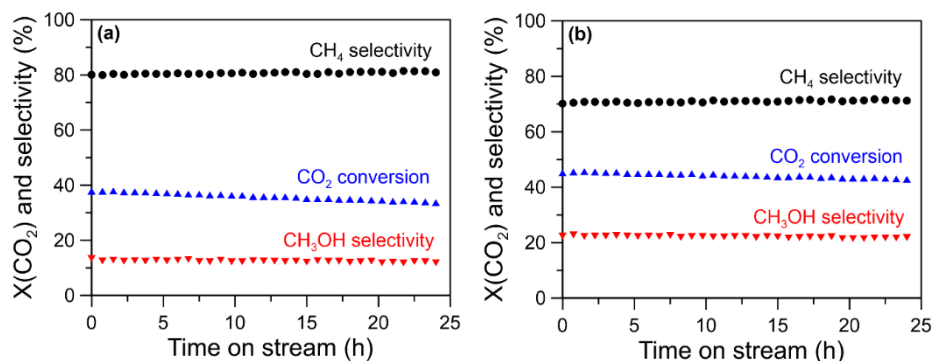 X(CO₂) and selectivity (%)
100
80
60
40
20
0
(a)
CH₄ selectivity
CO₂ conversion
CH₃OH selectivity
0 5 10 15 20 25
Time on stream (h)
X(CO₂) and selectivity (%)
100
80
60
40
20
0
(b)
CH₄ selectivity
CO₂ conversion
CH₃OH selectivity
0 5 10 15 20 25
Time on stream (h)